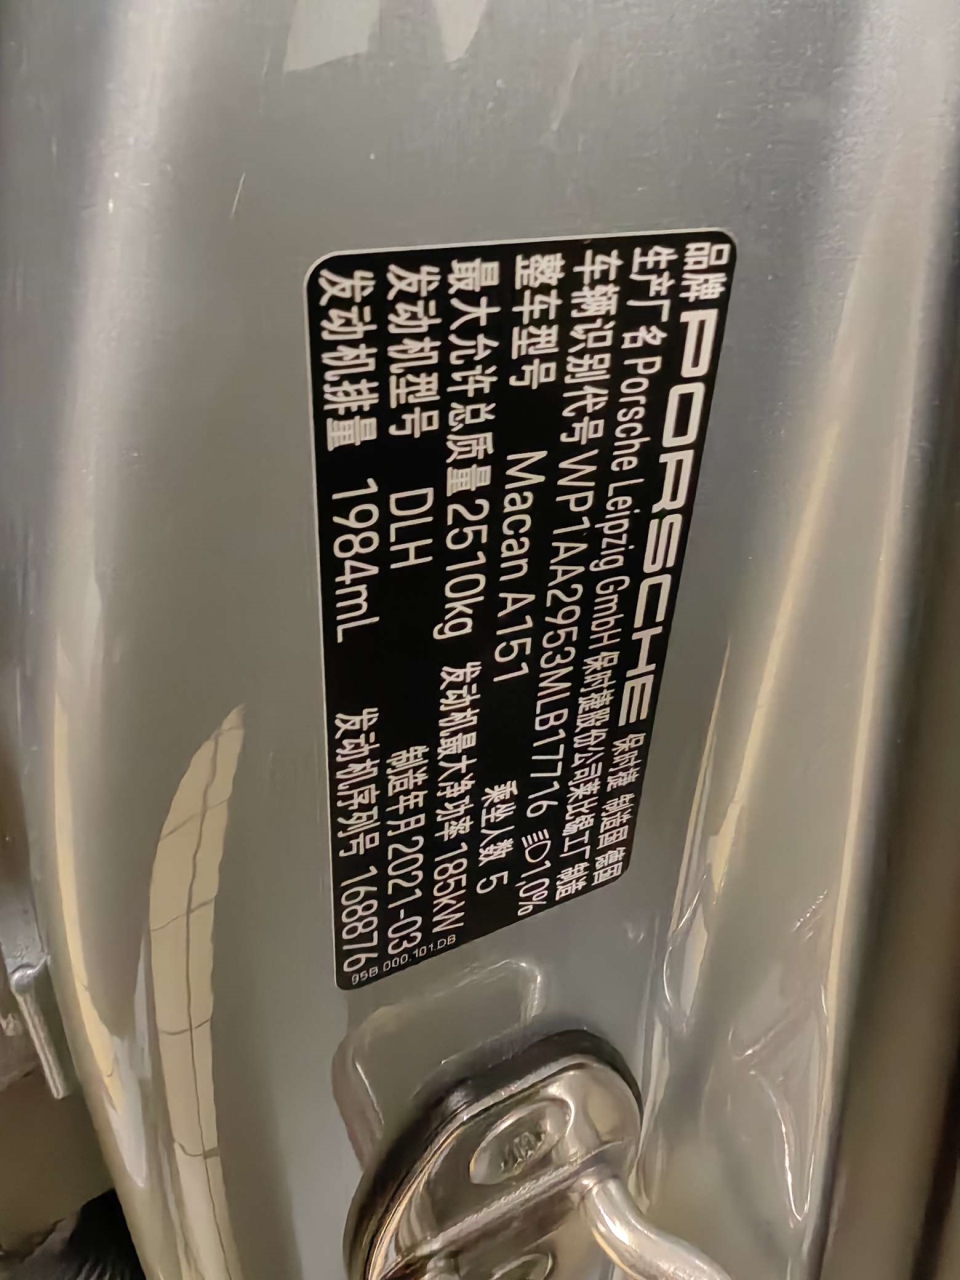 品牌 PORSCHE 保时捷 制造国 德国
生产厂名 Porsche Leipzig GmbH 保时捷股份公司莱比锡工厂 制造
车辆识别代号 WP1AA2953MLB17716 1,0%
整车型号 Macan A151 乘坐人数 5
最大允许总质量 2510kg 发动机最大净功率 185kW
发动机型号 DLH 制造年月 2021-03
发动机排量 1984mL 发动机序列号 168876
95B.000.101.DB